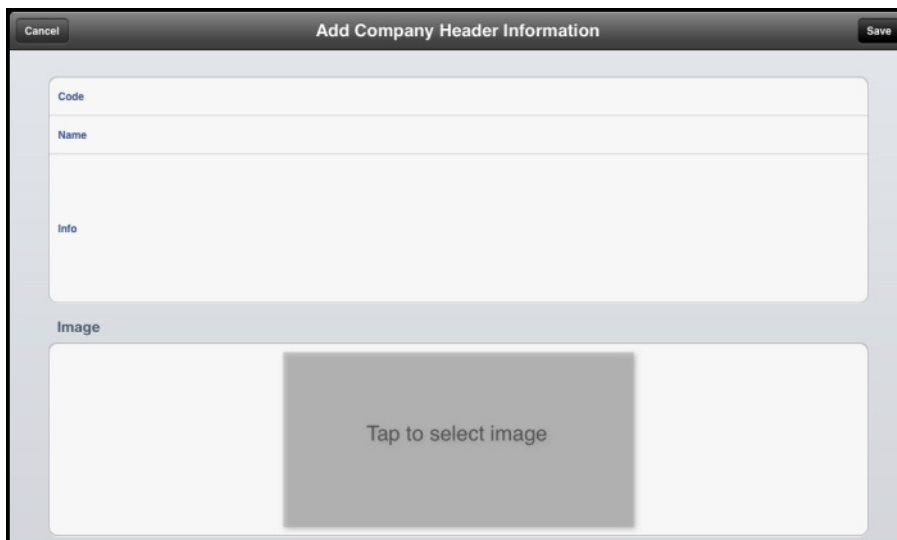 Cancel
Add Company Header Information
Save
Code
Name
Info
Image
Tap to select image